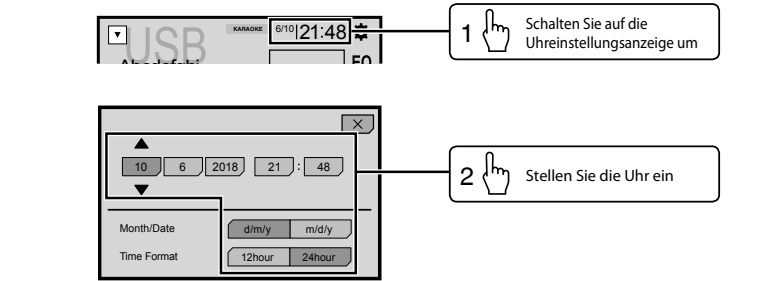 USB KARAOKE 6/10 21:48
1 Schalten Sie auf die
Uhreinstellungsanzeige um
10 6 2018 21 : 48
2 Stellen Sie die Uhr ein
Month/Date d/m/y m/d/y
Time Format 12hour 24hour